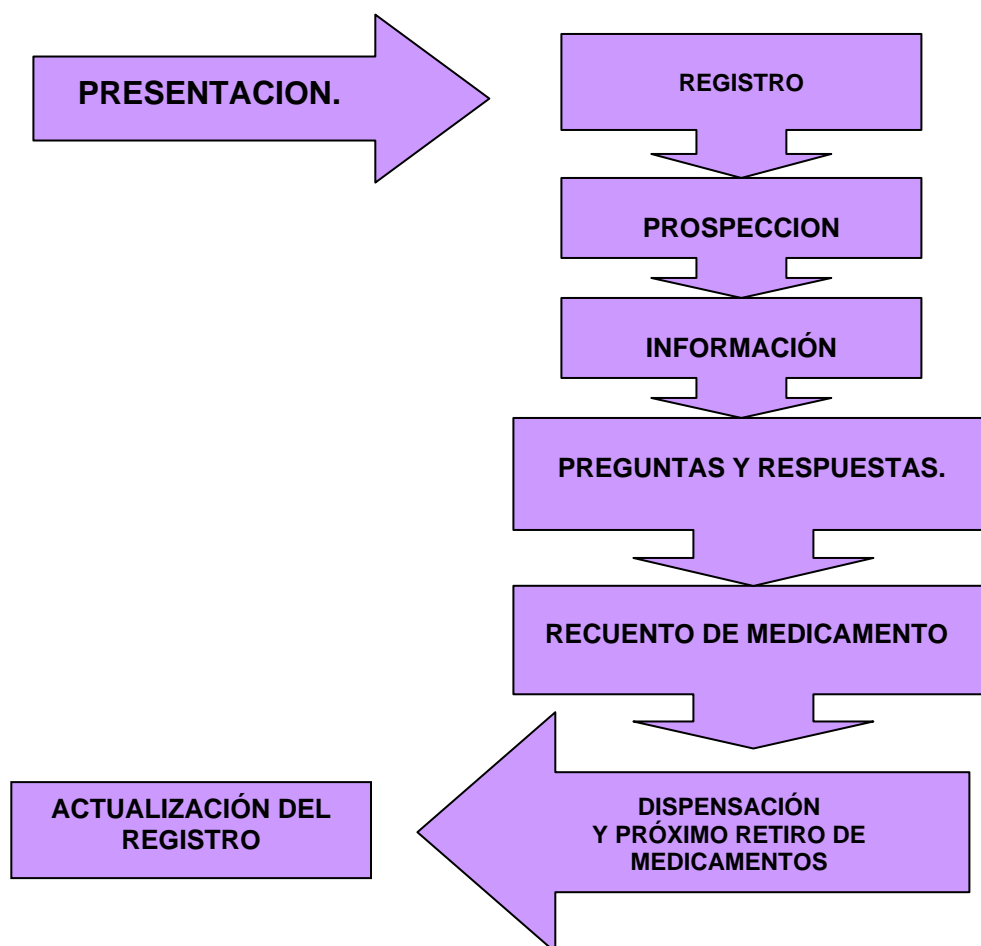 PRESENTACION.
REGISTRO
PROSPECCION
INFORMACIÓN
PREGUNTAS Y RESPUESTAS.
RECUENTO DE MEDICAMENTO
DISPENSACIÓN
Y PRÓXIMO RETIRO DE
MEDICAMENTOS
ACTUALIZACIÓN DEL
REGISTRO